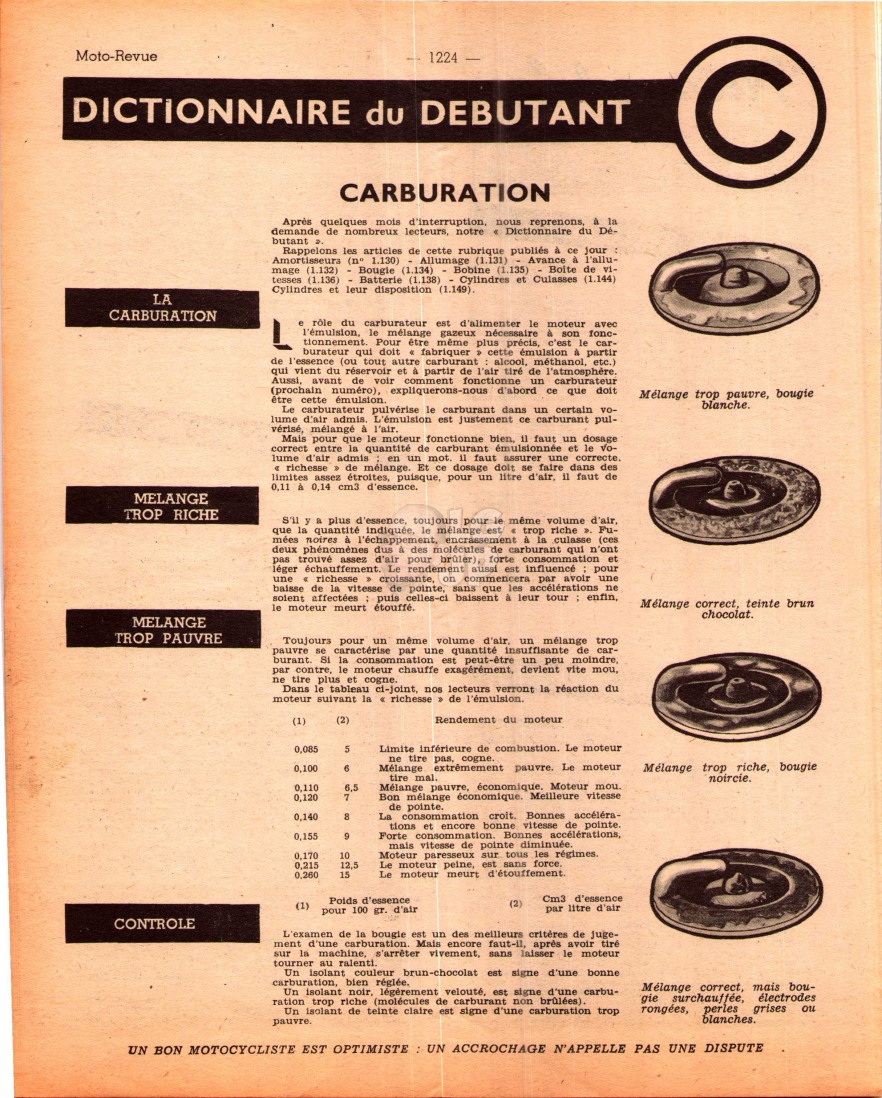 Moto-Revue
— 1224 —
DICTIONNAIRE du DEBUTANT
C
CARBURATION
Après quelques mois d'interruption, nous reprenons, à la
demande de nombreux lecteurs, notre « Dictionnaire du Dé-
butant ».
Rappelons les articles de cette rubrique publiés à ce jour :
Amortisseurs (n° 1.130) - Allumage (1.131) - Avance à l'allu-
mage (1.132) - Bougie (1.134) - Bobine (1.135) - Boîte de vi-
tesses (1.136) - Batterie (1.138) - Cylindres et Culasses (1.144)
Cylindres et leur disposition (1.149).
LA
CARBURATION
Le rôle du carburateur est d'alimenter le moteur avec
l'émulsion, le mélange gazeux nécessaire à son fonc-
tionnement. Pour être même plus précis, c'est le car-
burateur qui doit « fabriquer » cette émulsion à partir
de l'essence (ou tout autre carburant : alcool, méthanol, etc.)
qui vient du réservoir et à partir de l'air tiré de l'atmosphère.
Aussi, avant de voir comment fonctionne un carburateur
(prochain numéro), expliquerons-nous d'abord ce que doit
être cette émulsion.
Le carburateur pulvérise le carburant dans un certain vo-
lume d'air admis. L'émulsion est justement ce carburant pul-
vérisé, mélangé à l'air.
Mais pour que le moteur fonctionne bien, il faut un dosage
correct entre la quantité de carburant émulsionnée et le vo-
lume d'air admis ; en un mot, il faut assurer une correcte
« richesse » de mélange. Et ce dosage doit se faire dans des
limites assez étroites, puisque, pour un litre d'air, il faut de
0,11 à 0,14 cm3 d'essence.
MELANGE
TROP RICHE
S'il y a plus d'essence, toujours pour le même volume d'air,
que la quantité indiquée, le mélange est « trop riche ». Fu-
mées noires à l'échappement, encrassement à la culasse (ces
deux phénomènes dus à des molécules de carburant qui n'ont
pas trouvé assez d'air pour brûler), forte consommation et
léger échauffement. Le rendement aussi est influencé ; pour
une « richesse » croissante, on commencera par avoir une
baisse de la vitesse de pointe, sans que les accélérations ne
soient affectées ; puis celles-ci baissent à leur tour ; enfin,
le moteur meurt étouffé.
MELANGE
TROP PAUVRE
Toujours pour un même volume d'air, un mélange trop
pauvre se caractérise par une quantité insuffisante de car-
burant. Si la consommation est peut-être un peu moindre,
par contre, le moteur chauffe exagérément, devient vite mou,
ne tire plus et cogne.
Dans le tableau ci-joint, nos lecteurs verront la réaction du
moteur suivant la « richesse » de l'émulsion.
(1) (2) Rendement du moteur
0,085 5 Limite inférieure de combustion. Le moteur
ne tire pas, cogne.
0,100 6 Mélange extrêmement pauvre. Le moteur
tire mal.
0,110 6,5 Mélange pauvre, économique. Moteur mou.
0,120 7 Bon mélange économique. Meilleure vitesse
de pointe.
0,140 8 La consommation croît. Bonnes accéléra-
tions et encore bonne vitesse de pointe.
0,155 9 Forte consommation. Bonnes accélérations,
mais vitesse de pointe diminuée.
0,170 10 Moteur paresseux sur tous les régimes.
0,215 12,5 Le moteur peine, est sans force.
0,260 15 Le moteur meurt d'étouffement.
(1) Poids d'essence
pour 100 gr. d'air
(2) Cm3 d'essence
par litre d'air
CONTROLE
L'examen de la bougie est un des meilleurs critères de juge-
ment d'une carburation. Mais encore faut-il, après avoir tiré
sur la machine, s'arrêter vivement, sans laisser le moteur
tourner au ralenti.
Un isolant couleur brun-chocolat est signe d'une bonne
carburation, bien réglée.
Un isolant noir, légèrement velouté, est signe d'une carbu-
ration trop riche (molécules de carburant non brûlées).
Un isolant de teinte claire est signe d'une carburation trop
pauvre.
Mélange trop pauvre, bougie
blanche.
Mélange correct, teinte brun
chocolat.
Mélange trop riche, bougie
noircie.
Mélange correct, mais bou-
gie surchauffée, électrodes
rongées, perles grises ou
blanches.
UN BON MOTOCYCLISTE EST OPTIMISTE : UN ACCROCHAGE N'APPELLE PAS UNE DISPUTE